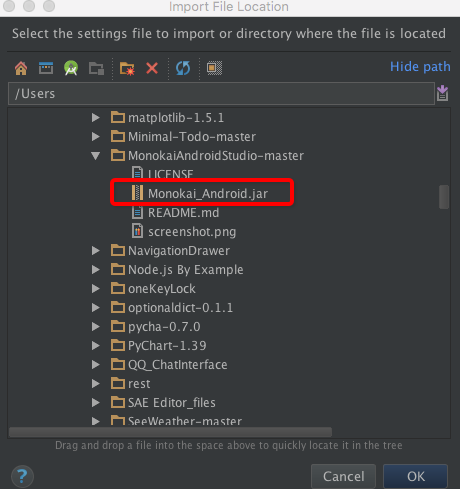 Import File Location
Select the settings file to import or directory where the file is located
Hide path
/Users
matplotlib-1.5.1
Minimal-Todo-master
MonokaiAndroidStudio-master
LICENSE
Monokai_Android.jar
README.md
screenshot.png
NavigationDrawer
Node.js By Example
oneKeyLock
optionaldict-0.1.1
pycha-0.7.0
PyChart-1.39
QQ_ChatInterface
rest
SAE Editor_files
SeeWeather-master
Drag and drop a file into the space above to quickly locate it in the tree
?
Cancel
OK